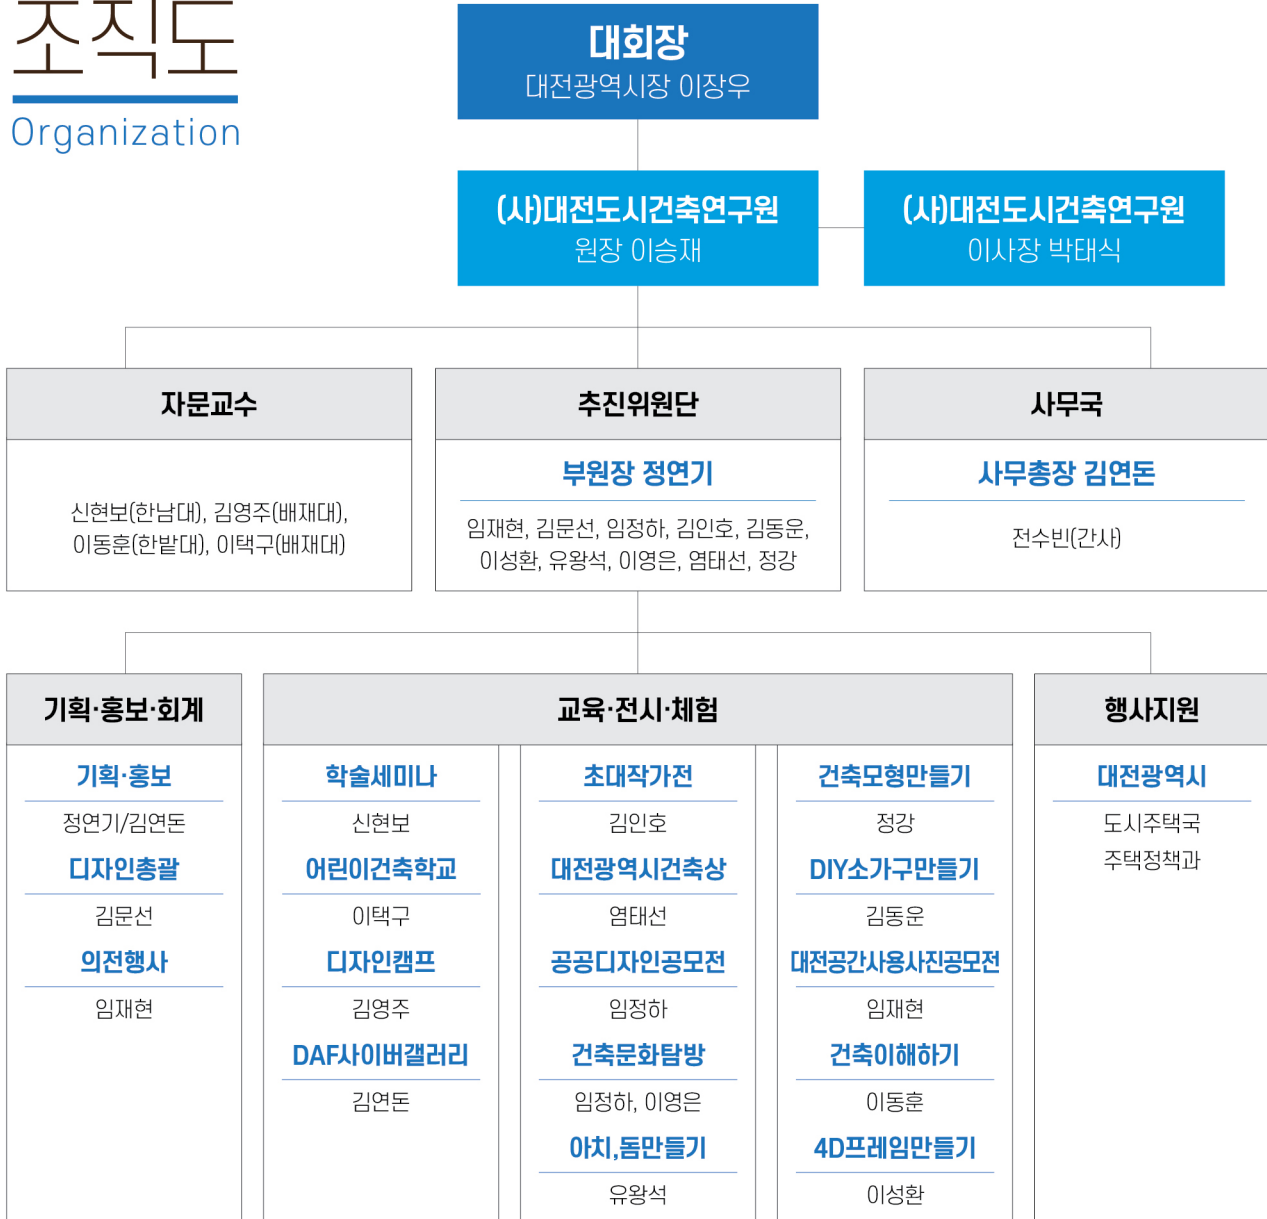 조직도
Organization
대회장
대전광역시장 이장우
(사)대전도시건축연구원
원장 이승재
(사)대전도시건축연구원
이사장 박태식
자문교수
신현보(한남대), 김영주(배재대),
이동훈(한밭대), 이택구(배재대)
추진위원단
부원장 정연기
임재현, 김문선, 임정하, 김인호, 김동운,
이성환, 유왕석, 이영은, 염태선, 정강
사무국
사무총장 김연돈
전수빈(간사)
기획·홍보·회계
기획·홍보
정연기/김연돈
디자인총괄
김문선
의전행사
임재현
교육·전시·체험
학술세미나
신현보
어린이건축학교
이택구
디자인캠프
김영주
DAF사이버갤러리
김연돈
초대작가전
김인호
대전광역시건축상
염태선
공공디자인공모전
임정하
건축문화탐방
임정하, 이영은
아치,돔만들기
유왕석
건축모형만들기
정강
DIY소가구만들기
김동운
대전공간사용사진공모전
임재현
건축이해하기
이동훈
4D프레임만들기
이성환
행사지원
대전광역시
도시주택국
주택정책과